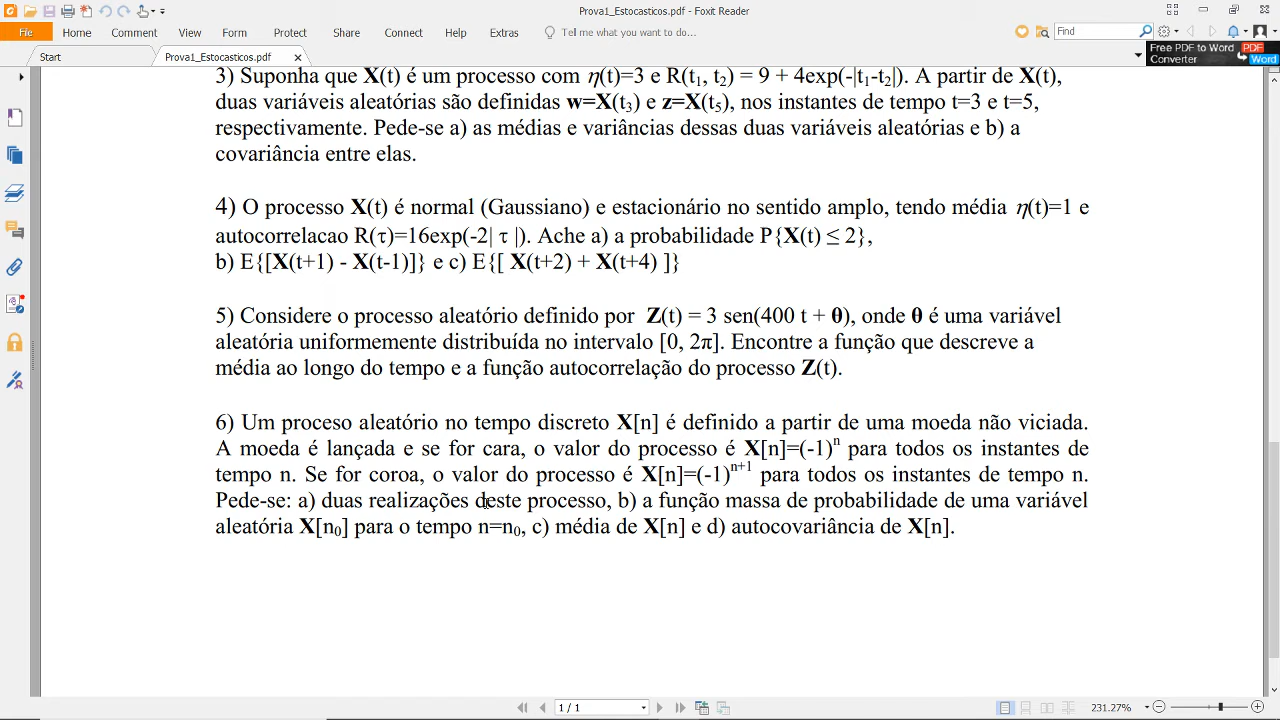 Prova1_Estocasticos.pdf - Foxit Reader
File Home Comment View Form Protect Share Connect Help Extras Tell me what you want to do... Find
Start Prova1_Estocasticos.pdf
Free PDF to Word Converter PDF Word
3) Suponha que X(t) é um processo com η(t)=3 e R(t₁, t₂) = 9 + 4exp(-|t₁-t₂|). A partir de X(t),
duas variáveis aleatórias são definidas w=X(t₃) e z=X(t₅), nos instantes de tempo t=3 e t=5,
respectivamente. Pede-se a) as médias e variâncias dessas duas variáveis aleatórias e b) a
covariância entre elas.
4) O processo X(t) é normal (Gaussiano) e estacionário no sentido amplo, tendo média η(t)=1 e
autocorrelacao R(τ)=16exp(-2| τ |). Ache a) a probabilidade P{X(t) ≤ 2},
b) E{[X(t+1) - X(t-1)]} e c) E{[ X(t+2) + X(t+4) ]}
5) Considere o processo aleatório definido por Z(t) = 3 sen(400 t + θ), onde θ é uma variável
aleatória uniformemente distribuída no intervalo [0, 2π]. Encontre a função que descreve a
média ao longo do tempo e a função autocorrelação do processo Z(t).
6) Um proceso aleatório no tempo discreto X[n] é definido a partir de uma moeda não viciada.
A moeda é lançada e se for cara, o valor do processo é X[n]=(-1)ⁿ para todos os instantes de
tempo n. Se for coroa, o valor do processo é X[n]=(-1)ⁿ⁺¹ para todos os instantes de tempo n.
Pede-se: a) duas realizações deste processo, b) a função massa de probabilidade de uma variável
aleatória X[n₀] para o tempo n=n₀, c) média de X[n] e d) autocovariância de X[n].
1 / 1 231.27%